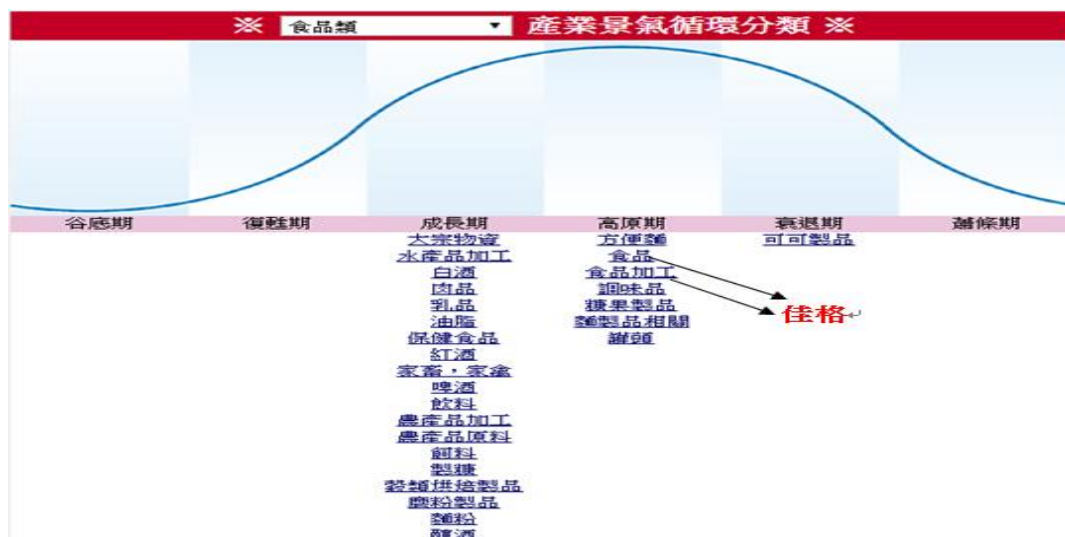 ※ 食品類 ▼ 產業景氣循環分類 ※
谷底期 復甦期 成長期 高原期 衰退期 蕭條期
大宗物資 方便麵 可可製品
水產品加工 食品
白酒 食品加工
肉品 調味品
乳品 糖果製品 佳格↵
油脂 麵製品相關
保健食品 罐頭
紅酒
家畜，家禽
啤酒
飲料
農產品加工
農產品原料
飼料
製糖
穀類烘焙製品
磨粉製品
麵粉
釀酒